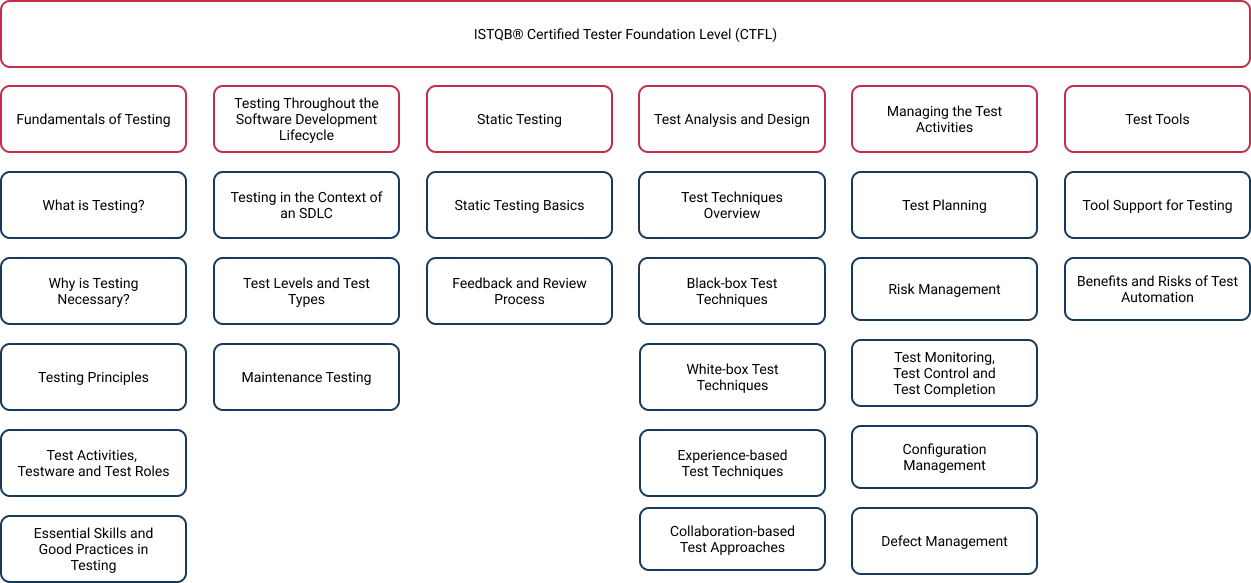 ISTQB® Certified Tester Foundation Level (CTFL)
Fundamentals of Testing
Testing Throughout the
Software Development
Lifecycle
Static Testing
Test Analysis and Design
Managing the Test
Activities
Test Tools
What is Testing?
Testing in the Context of
an SDLC
Static Testing Basics
Test Techniques
Overview
Test Planning
Tool Support for Testing
Why is Testing
Necessary?
Test Levels and Test
Types
Feedback and Review
Process
Black-box Test
Techniques
Risk Management
Benefits and Risks of Test
Automation
Testing Principles
Maintenance Testing
White-box Test
Techniques
Test Monitoring,
Test Control and
Test Completion
Test Activities,
Testware and Test Roles
Experience-based
Test Techniques
Configuration
Management
Essential Skills and
Good Practices in
Testing
Collaboration-based
Test Approaches
Defect Management